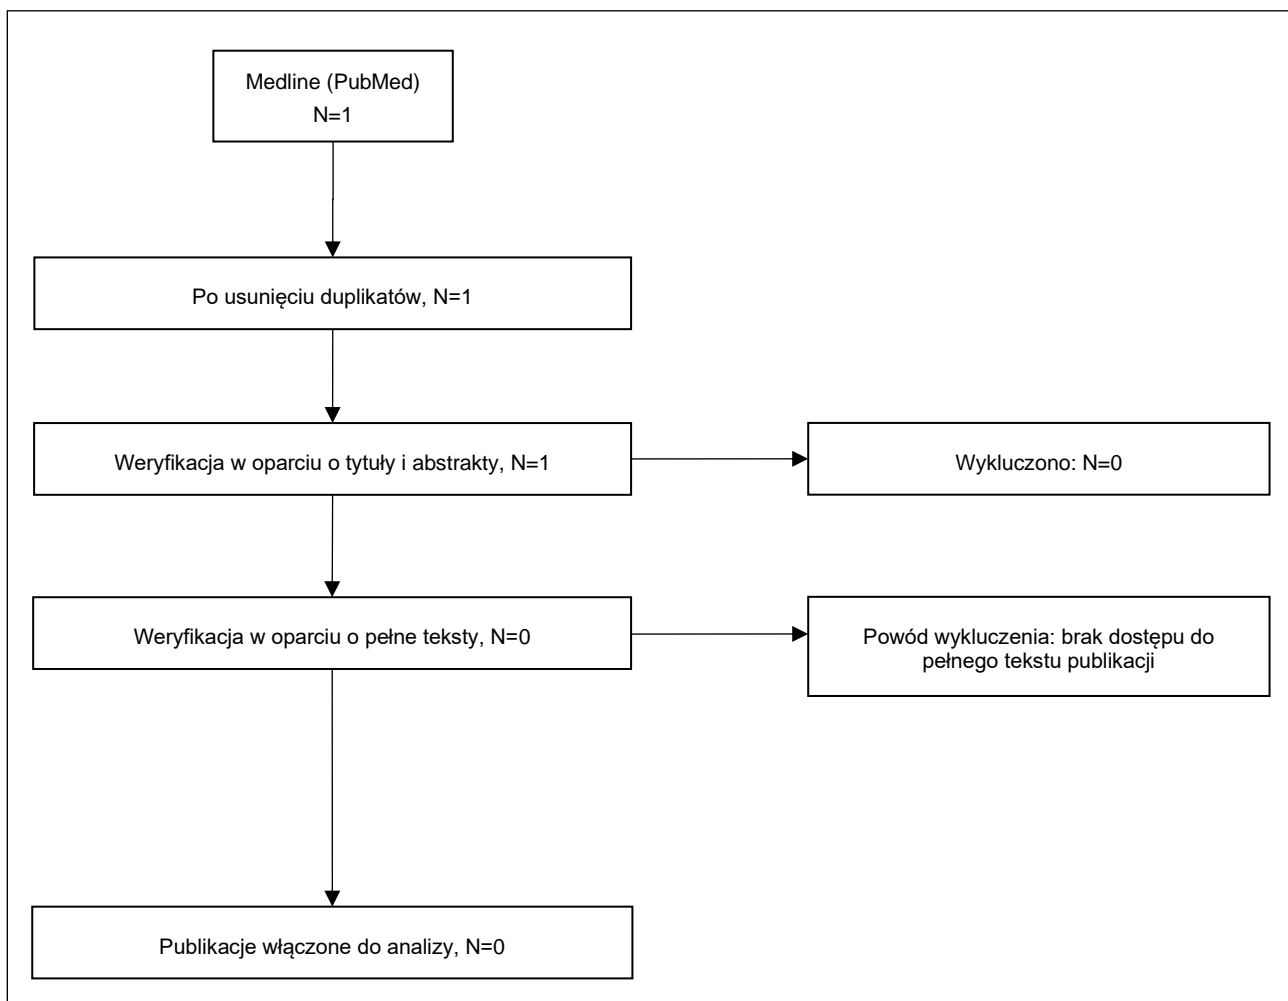 Medline (PubMed)
N=1
Po usunięciu duplikatów, N=1
Weryfikacja w oparciu o tytuły i abstrakty, N=1
Wykluczono: N=0
Weryfikacja w oparciu o pełne teksty, N=0
Powód wykluczenia: brak dostępu do
pełnego tekstu publikacji
Publikacje włączone do analizy, N=0